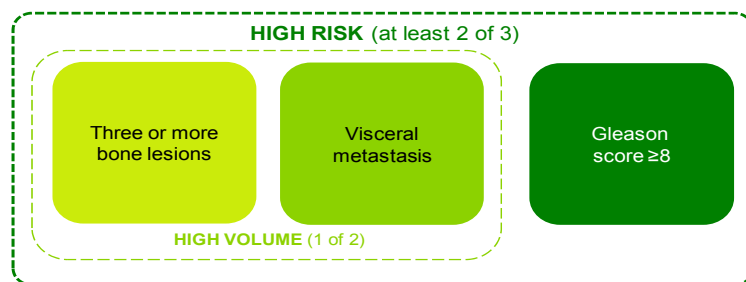 HIGH RISK (at least 2 of 3)
Three or more
bone lesions
Visceral
metastasis
Gleason
score ≥8
HIGH VOLUME (1 of 2)